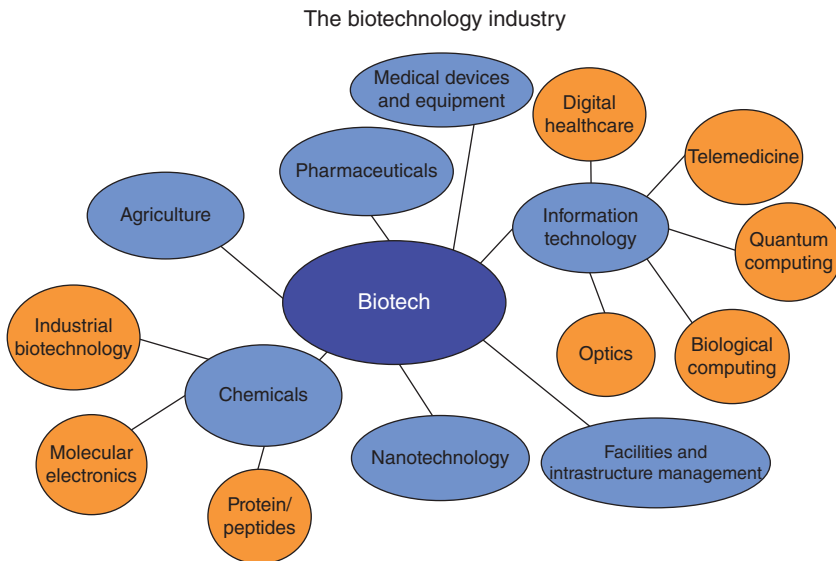 The biotechnology industry
Medical devices
and equipment
Digital
healthcare
Telemedicine
Pharmaceuticals
Agriculture
Information
technology
Quantum
computing
Biotech
Industrial
biotechnology
Optics
Biological
computing
Chemicals
Molecular
electronics
Nanotechnology
Facilities and
intrastructure management
Protein/
peptides